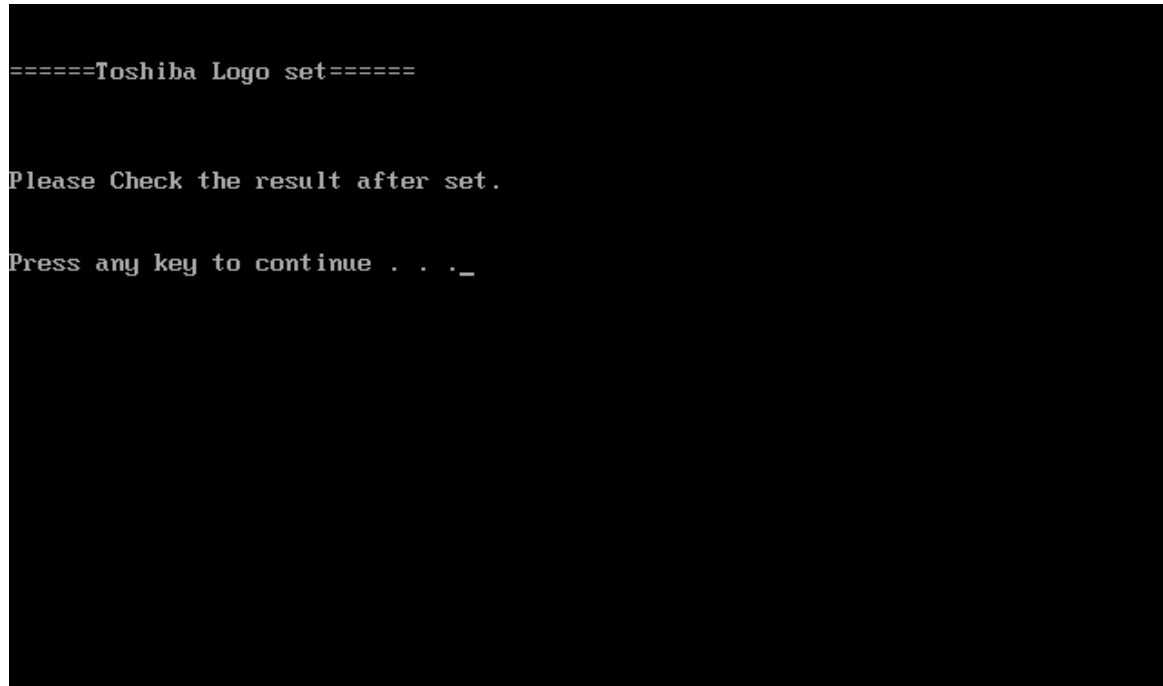 ======Toshiba Logo set======
Please Check the result after set.
Press any key to continue . . ._